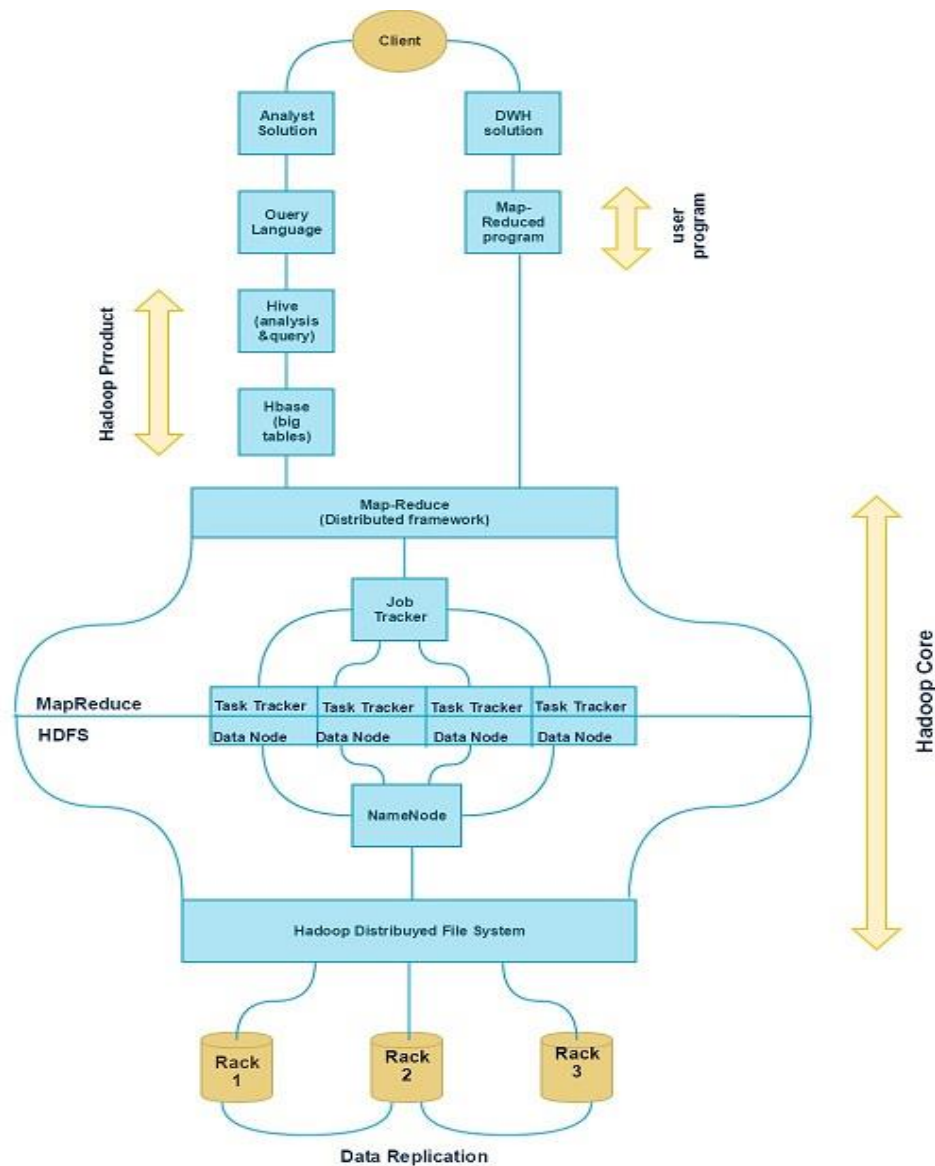 Client
Analyst
Solution
DWH
solution
Ouery
Language
Map-
Reduced
program
user
program
Hive
(analysis
&query)
Hadoop Prroduct
Hbase
(big
tables)
Map-Reduce
(Distributed framework)
Job
Tracker
Hadoop Core
MapReduce
Task Tracker
Task Tracker
Task Tracker
Task Tracker
HDFS
Data Node
Data Node
Data Node
Data Node
NameNode
Hadoop Distribuyed File System
Rack
1
Rack
2
Rack
3
Data Replication